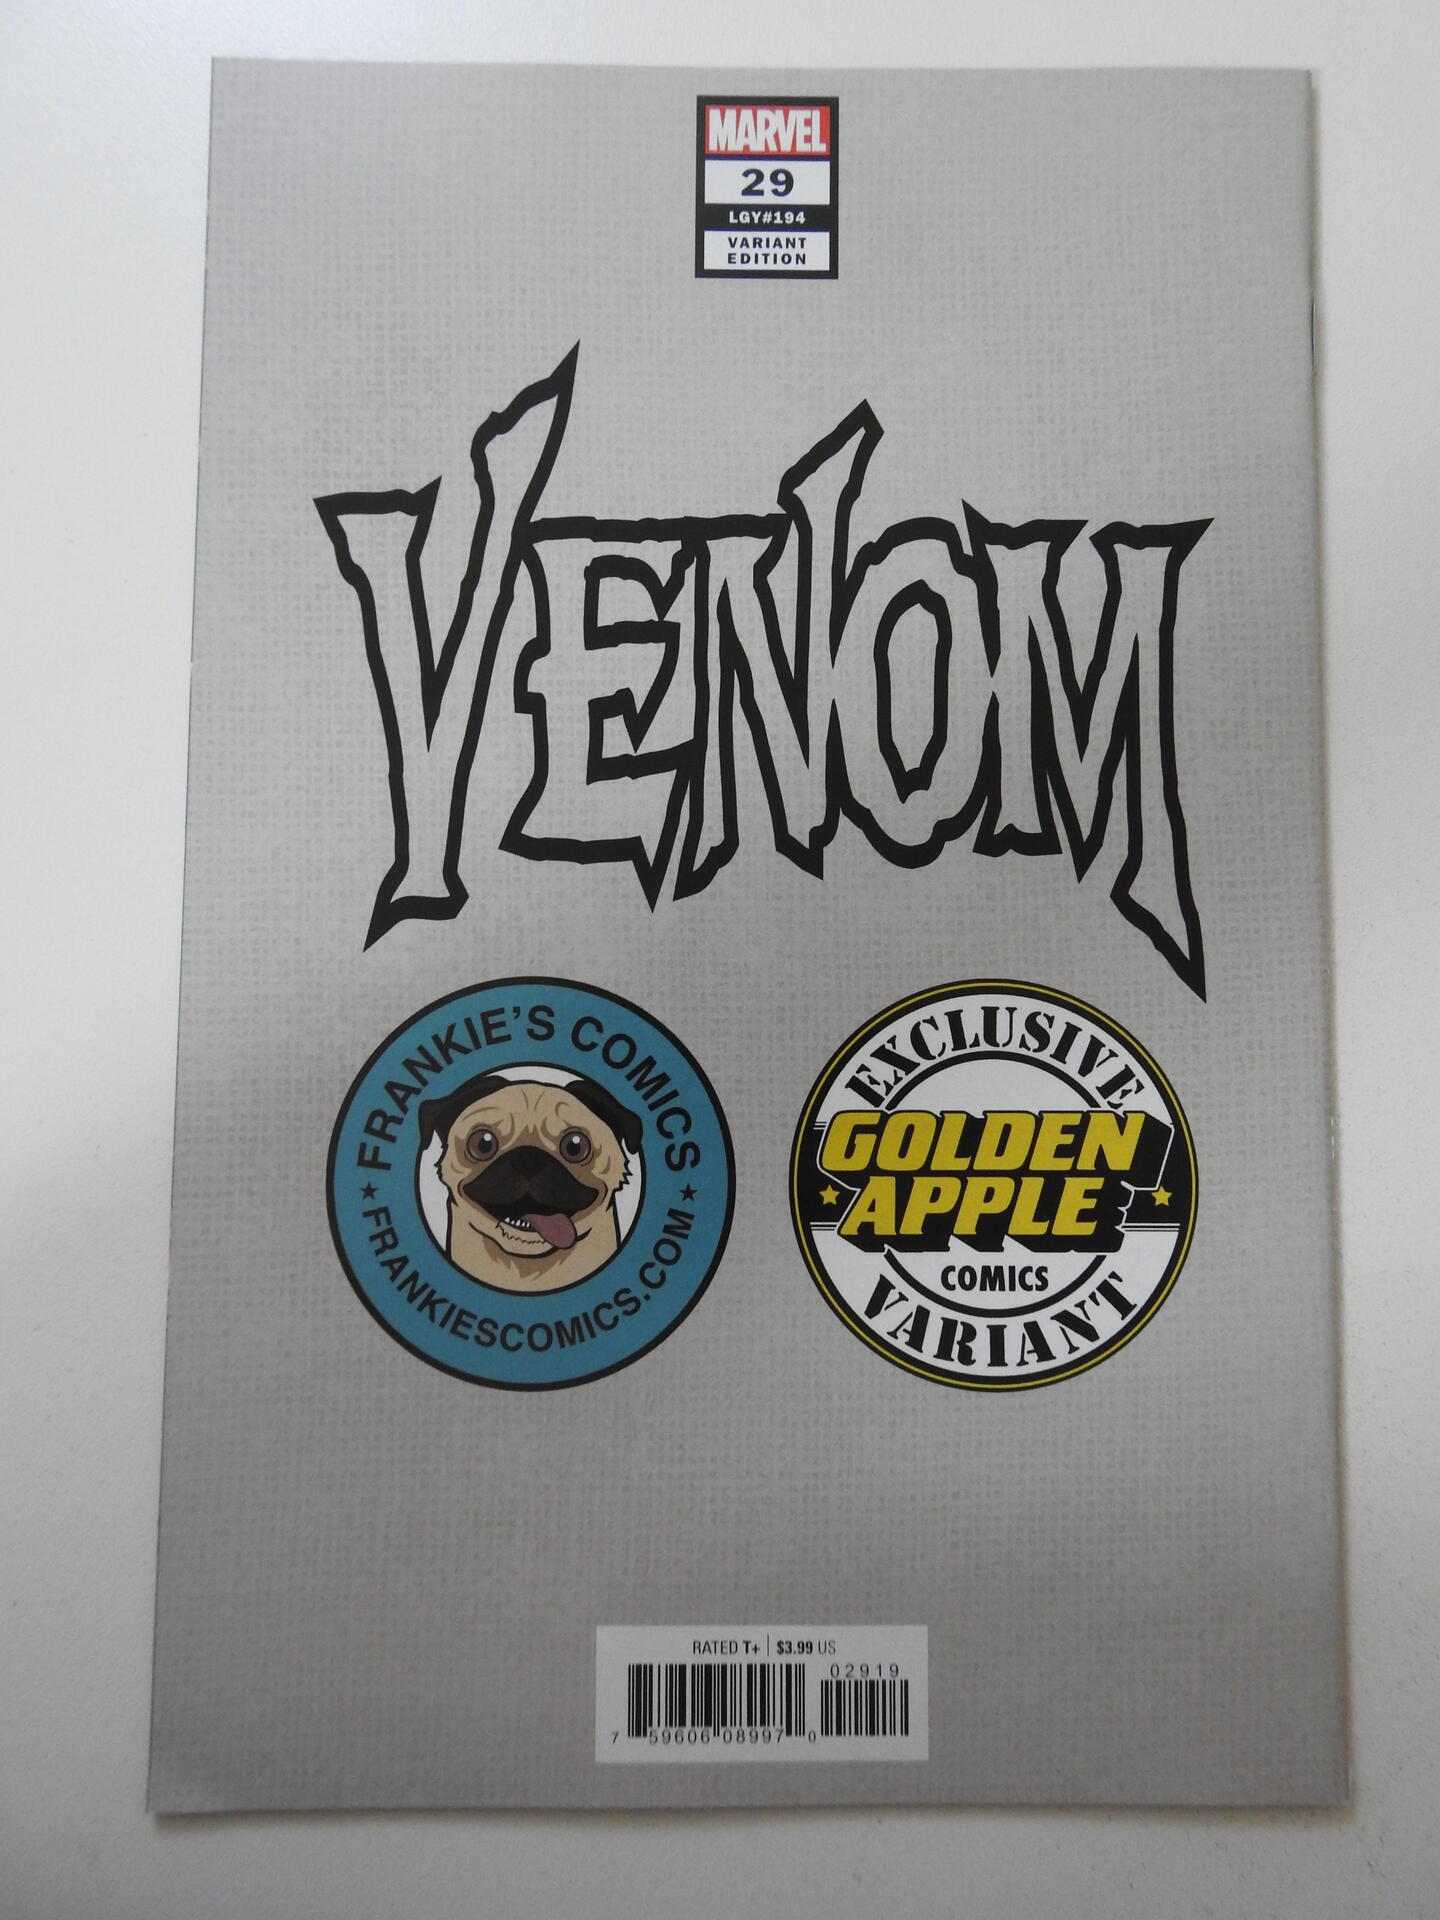 MARVEL
29
LGY#194
VARIANT
EDITION
VENOM
FRANKIE'S COMICS
★ FRANKIESCOMICS.COM ★
EXCLUSIVE
GOLDEN
APPLE
COMICS
VARIANT
RATED T+ | $3.99 US
02919
7 59606 08997 0